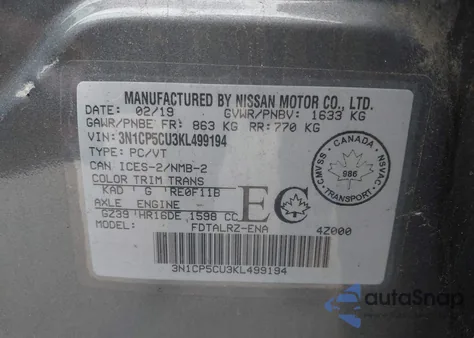 MANUFACTURED BY NISSAN MOTOR CO., LTD.
DATE: 02/19 GVWR/PNBV: 1633 KG
GAWR/PNBE FR: 863 KG RR: 770 KG
VIN: 3N1CP5CU3KL499194
TYPE: PC/VT
CAN ICES-2/NMB-2
COLOR TRIM TRANS
KAD G RE0F11B
AXLE ENGINE
GZ39 HR16DE 1598 CC
EC
MODEL: FDTALRZ-ENA 4Z000
3N1CP5CU3KL499194
CMVSS - CANADA - NSVAC
986
TRANSPORT
autoSnap